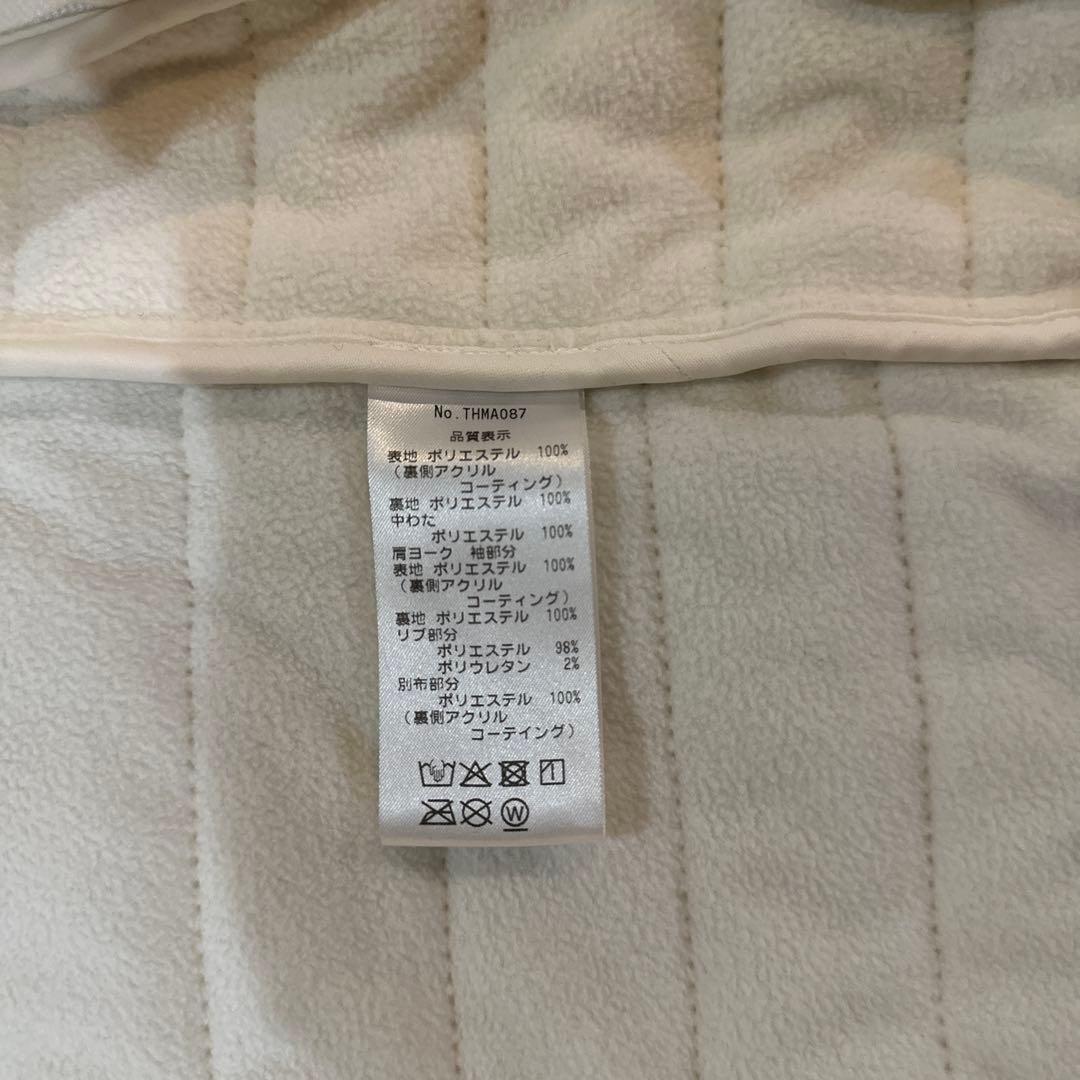 No.THMA087
品質表示
表地 ポリエステル 100%
（裏側アクリル
コーティング）
裏地 ポリエステル 100%
中わた
ポリエステル 100%
肩ヨーク 袖部分
表地 ポリエステル 100%
（裏側アクリル
コーティング）
裏地 ポリエステル 100%
リブ部分
ポリエステル 98%
ポリウレタン 2%
別布部分
ポリエステル 100%
（裏側アクリル
コーテイング）
W